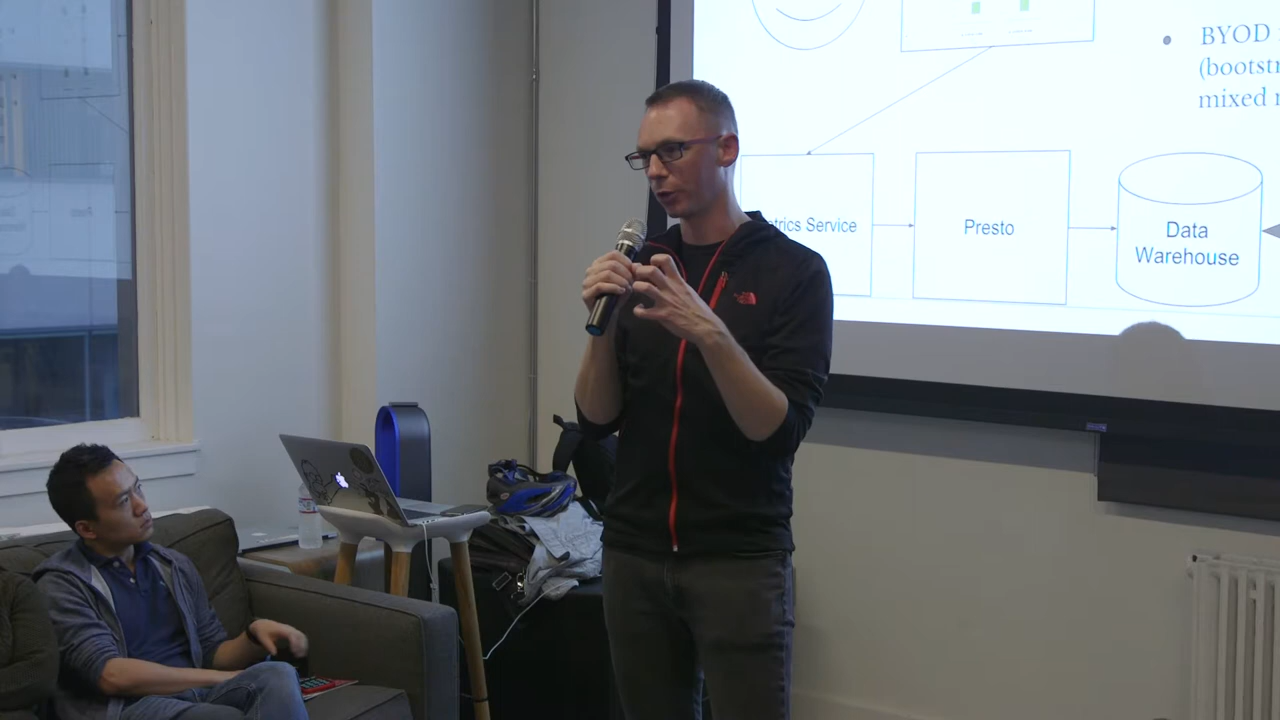 BYOD
(bootstr
mixed
trics Service
Presto
Data
Warehouse